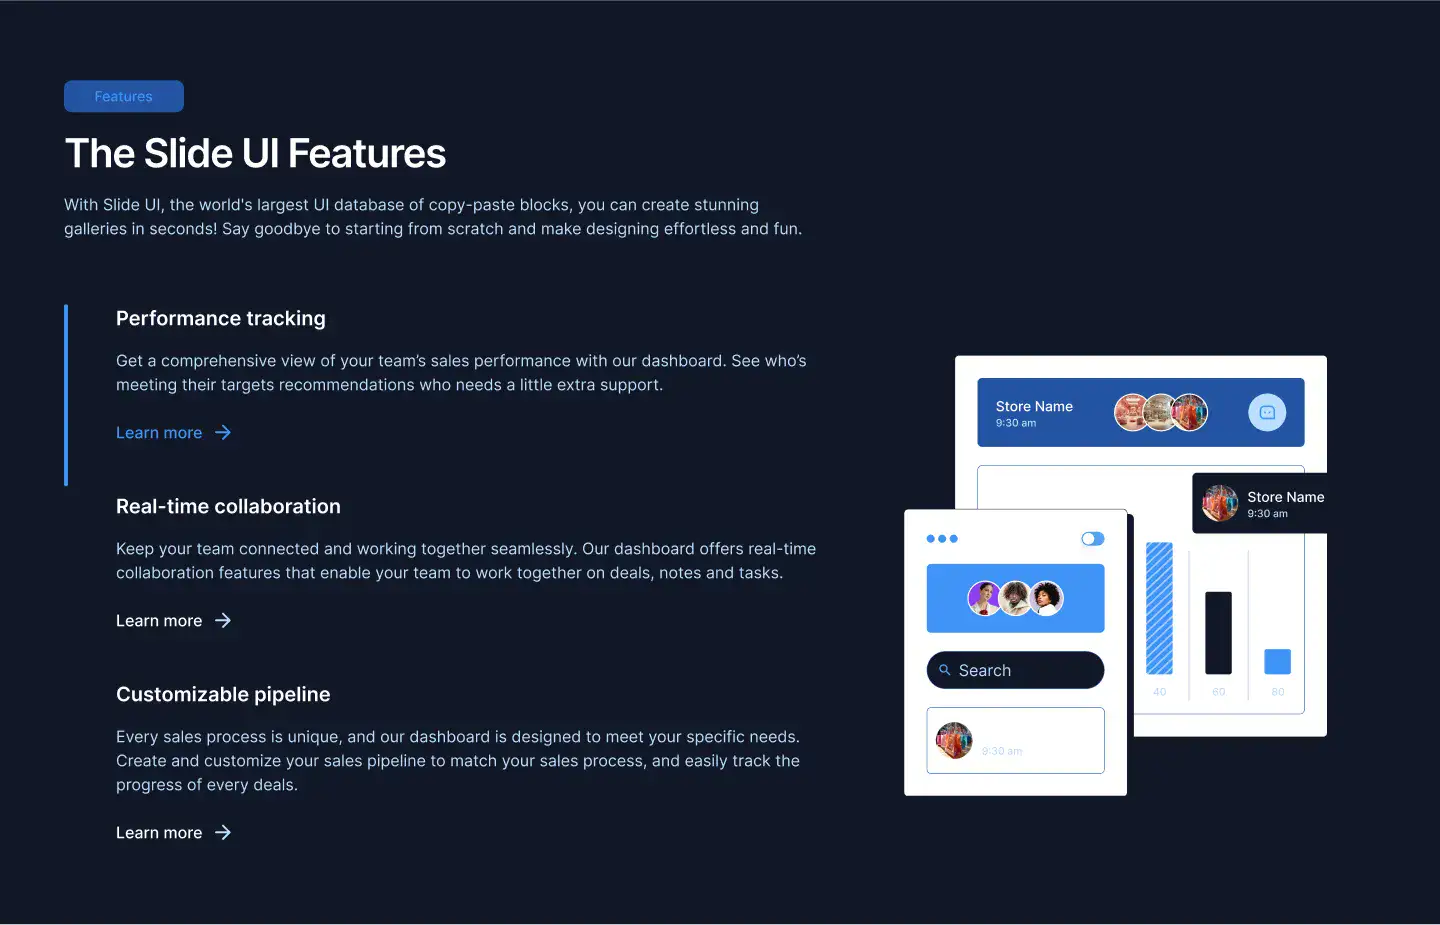 Features
The Slide UI Features
With Slide UI, the world's largest UI database of copy-paste blocks, you can create stunning
galleries in seconds! Say goodbye to starting from scratch and make designing effortless and fun.
Performance tracking
Get a comprehensive view of your team’s sales performance with our dashboard. See who’s
meeting their targets recommendations who needs a little extra support.
Learn more
Real-time collaboration
Keep your team connected and working together seamlessly. Our dashboard offers real-time
collaboration features that enable your team to work together on deals, notes and tasks.
Learn more
Customizable pipeline
Every sales process is unique, and our dashboard is designed to meet your specific needs.
Create and customize your sales pipeline to match your sales process, and easily track the
progress of every deals.
Learn more
Store Name
9:30 am
Store Name
9:30 am
40
60
80
Search
9:30 am